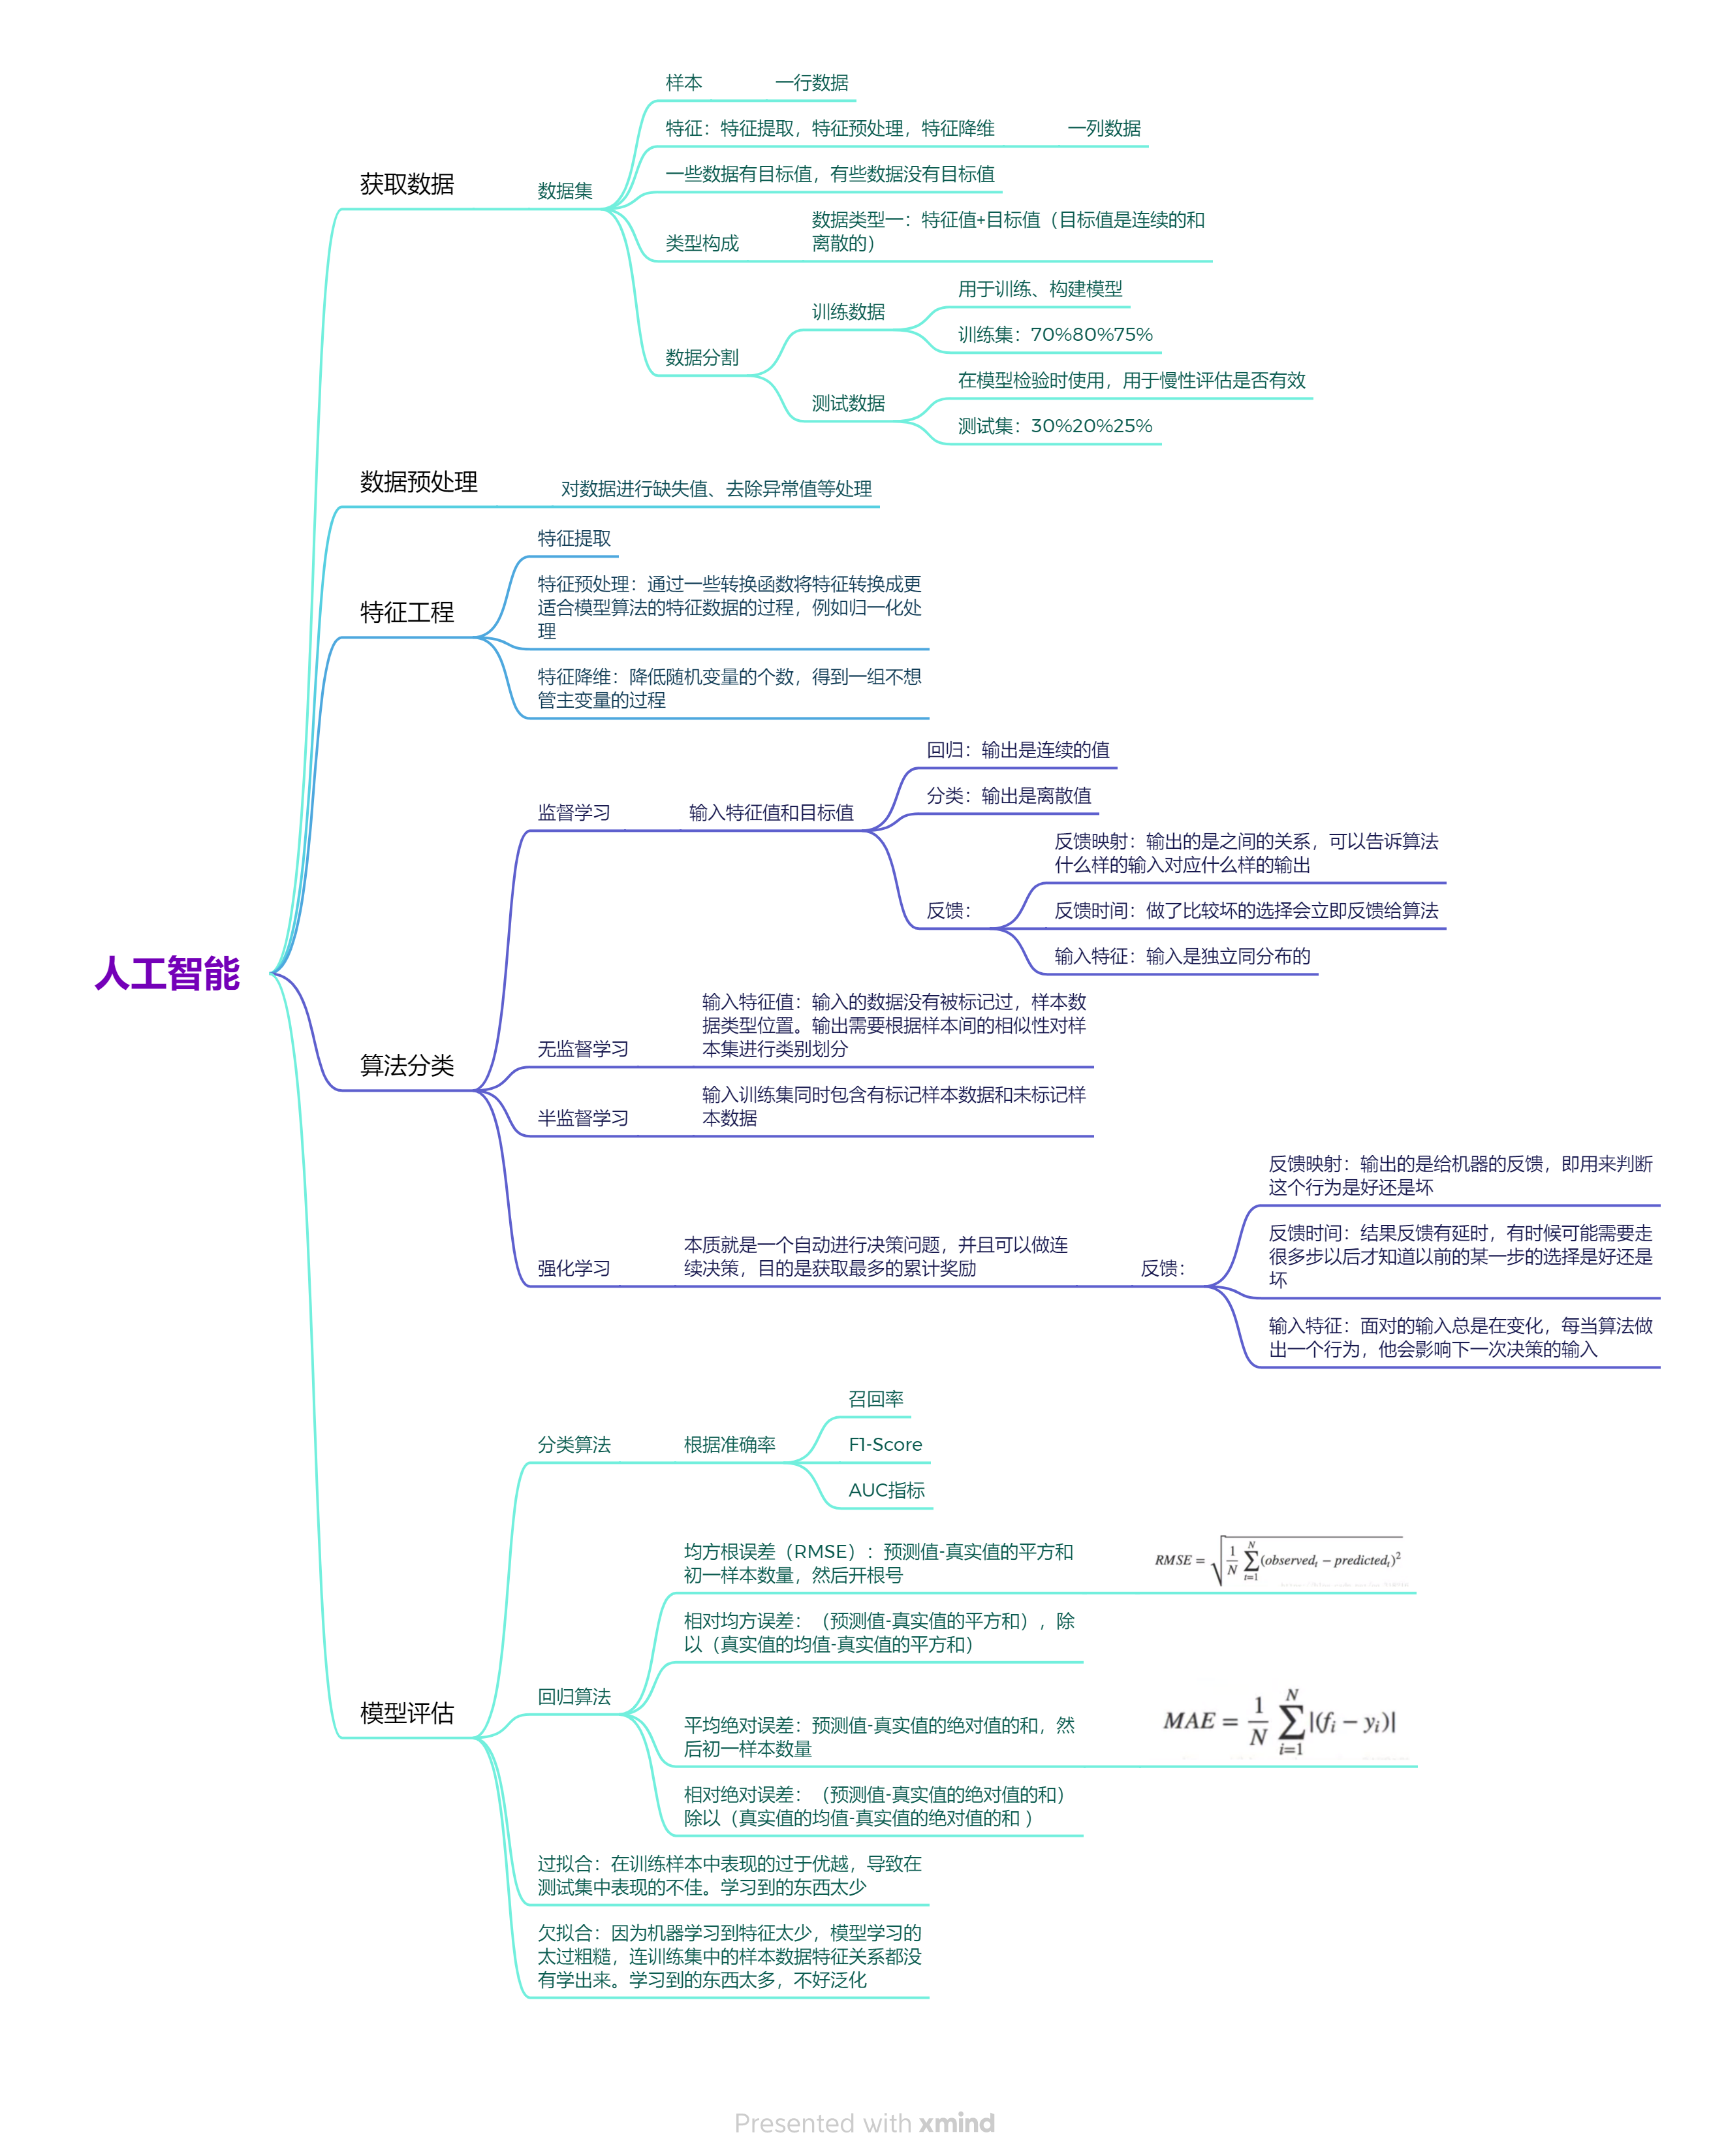 人工智能
获取数据
数据集
样本
一行数据
特征：特征提取，特征预处理，特征降维
一列数据
一些数据有目标值，有些数据没有目标值
类型构成
数据类型一：特征值+目标值（目标值是连续的和
离散的）
数据分割
训练数据
用于训练、构建模型
训练集：70%80%75%
测试数据
在模型检验时使用，用于慢性评估是否有效
测试集：30%20%25%
数据预处理
对数据进行缺失值、去除异常值等处理
特征工程
特征提取
特征预处理：通过一些转换函数将特征转换成更
适合模型算法的特征数据的过程，例如归一化处
理
特征降维：降低随机变量的个数，得到一组不想
管主变量的过程
算法分类
监督学习
输入特征值和目标值
回归：输出是连续的值
分类：输出是离散值
反馈：
反馈映射：输出的是之间的关系，可以告诉算法
什么样的输入对应什么样的输出
反馈时间：做了比较坏的选择会立即反馈给算法
输入特征：输入是独立同分布的
无监督学习
输入特征值：输入的数据没有被标记过，样本数
据类型位置。输出需要根据样本间的相似性对样
本集进行类别划分
半监督学习
输入训练集同时包含有标记样本数据和未标记样
本数据
强化学习
本质就是一个自动进行决策问题，并且可以做连
续决策，目的是获取最多的累计奖励
反馈：
反馈映射：输出的是给机器的反馈，即用来判断
这个行为是好还是坏
反馈时间：结果反馈有延时，有时候可能需要走
很多步以后才知道以前的某一步的选择是好还是
坏
输入特征：面对的输入总是在变化，每当算法做
出一个行为，他会影响下一次决策的输入
模型评估
分类算法
根据准确率
召回率
F1-Score
AUC指标
回归算法
均方根误差（RMSE）：预测值-真实值的平方和
初一样本数量，然后开根号
RMSE = √(1/N ∑_{t=1}^{N} (observed_t − predicted_t)²)
相对均方误差：（预测值-真实值的平方和），除
以（真实值的均值-真实值的平方和）
平均绝对误差：预测值-真实值的绝对值的和，然
后初一样本数量
MAE = 1/N ∑_{i=1}^{N} |(f_i − y_i)|
相对绝对误差：（预测值-真实值的绝对值的和）
除以（真实值的均值-真实值的绝对值的和 ）
过拟合：在训练样本中表现的过于优越，导致在
测试集中表现的不佳。学习到的东西太少
欠拟合：因为机器学习到特征太少，模型学习的
太过粗糙，连训练集中的样本数据特征关系都没
有学出来。学习到的东西太多，不好泛化
Presented with xmind